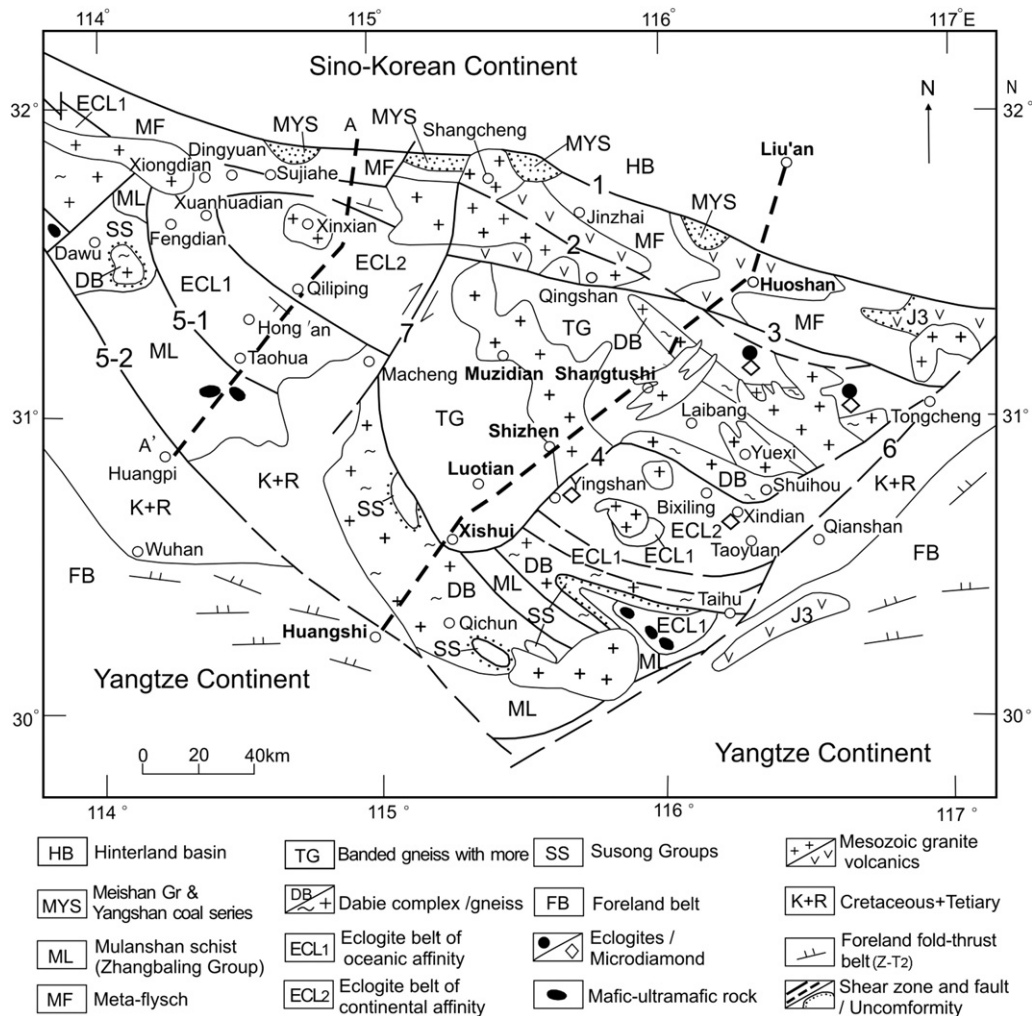 114° 115° 116° 117°E
Sino-Korean Continent
N
N
32°
32°
ECL1
MF
MYS
A
MYS
Shangcheng
MYS
HB
Liu'an
Dingyuan
Xiongdian
Sujiahe
MF
1
MYS
ML
Xuanhuadian
Xinxian
Jinzhai
MF
SS
Fengdian
2
Dawu
ECL2
DB
ECL1
Qiliping
Qingshan
Huoshan
5-1
Hong'an
7
TG
DB
3
MF
J3
5-2
ML
Taohua
Macheng
Muzidian
Shangtushi
31°
31°
TG
Laibang
Tongcheng
A'
Huangpi
Shizhen
4
Yuexi
6
K+R
K+R
Luotian
Yingshan
DB
Shuihou
K+R
SS
Bixiling
Xindian
Qianshan
Wuhan
Xishui
ECL2
ECL1
ECL1
Taoyuan
FB
FB
DB
DB
ML
SS
Taihu
Huangshi
Qichun
ECL1
J3
SS
ML
Yangtze Continent
ML
30°
30°
0 20 40km
Yangtze Continent
114° 115° 116° 117°
HB Hinterland basin
TG Banded gneiss with more
SS Susong Groups
Mesozoic granite
volcanics
MYS Meishan Gr &
Yangshan coal series
DB Dabie complex /gneiss
FB Foreland belt
K+R Cretaceous+Tetiary
ML Mulanshan schist
(Zhangbaling Group)
ECL1 Eclogite belt of
oceanic affinity
Eclogites /
Microdiamond
Foreland fold-thrust
belt (Z-T2)
MF Meta-flysch
ECL2 Eclogite belt of
continental affinity
Mafic-ultramafic rock
Shear zone and fault
/ Uncomformity